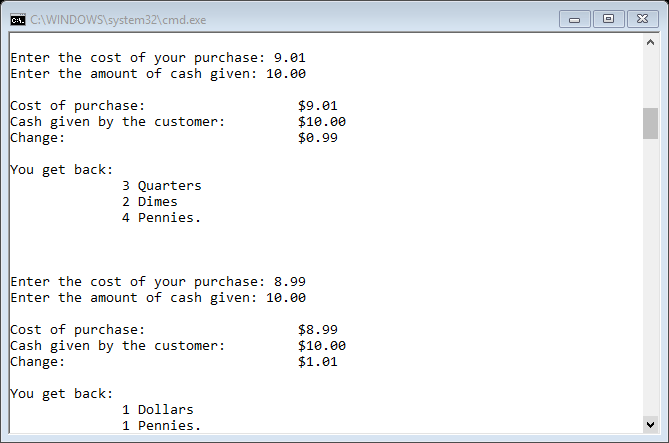 C:\WINDOWS\system32\cmd.exe
Enter the cost of your purchase: 9.01
Enter the amount of cash given: 10.00
Cost of purchase: $9.01
Cash given by the customer: $10.00
Change: $0.99
You get back:
3 Quarters
2 Dimes
4 Pennies.
Enter the cost of your purchase: 8.99
Enter the amount of cash given: 10.00
Cost of purchase: $8.99
Cash given by the customer: $10.00
Change: $1.01
You get back:
1 Dollars
1 Pennies.